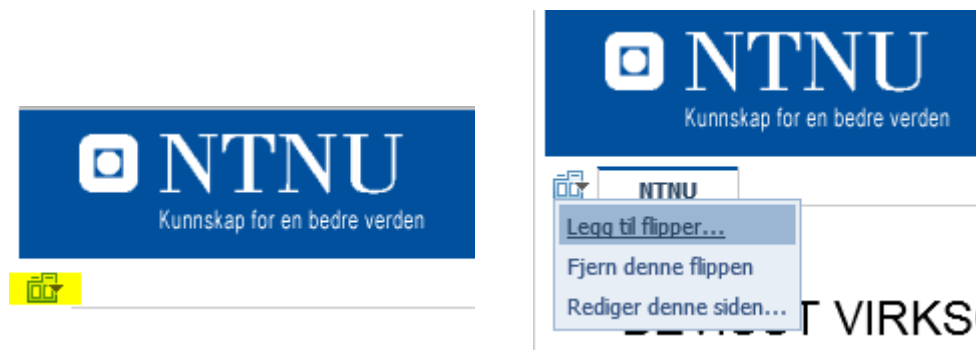 NTNU
Kunnskap for en bedre verden
NTNU
Kunnskap for en bedre verden
NTNU
Legg til flipper...
Fjern denne flippen
Rediger denne siden...
VIRKS